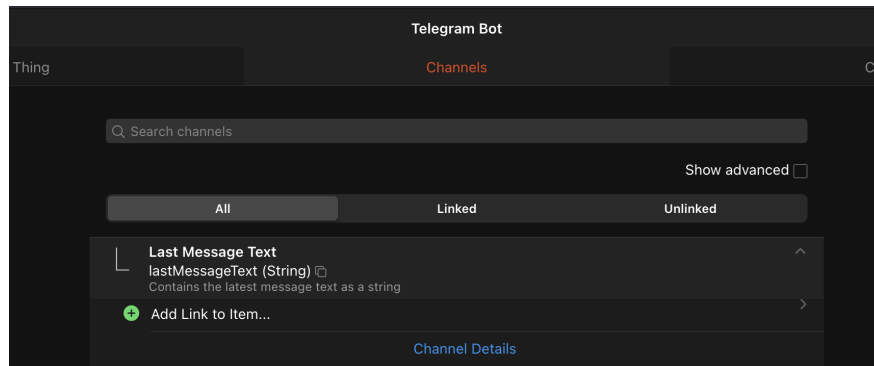 Telegram Bot
Thing
Channels
C
Search channels
Show advanced
All
Linked
Unlinked
Last Message Text
lastMessageText (String)
Contains the latest message text as a string
Add Link to Item...
Channel Details